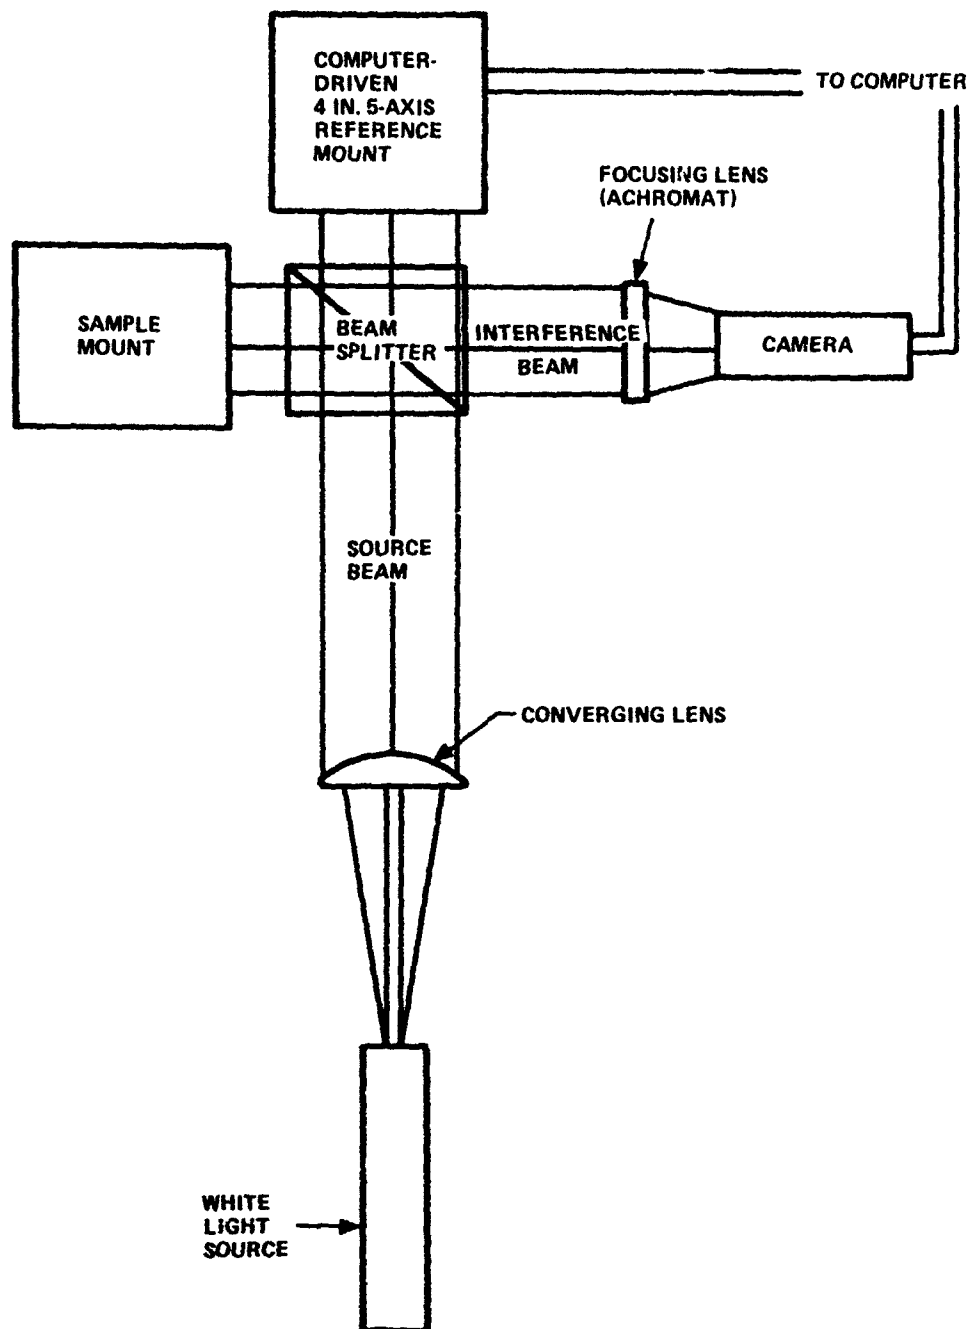 COMPUTER-
DRIVEN
4 IN. 5-AXIS
REFERENCE
MOUNT
TO COMPUTER
FOCUSING LENS
(ACHROMAT)
SAMPLE
MOUNT
BEAM
SPLITTER
INTERFERENCE
BEAM
CAMERA
SOURCE
BEAM
CONVERGING LENS
WHITE
LIGHT
SOURCE